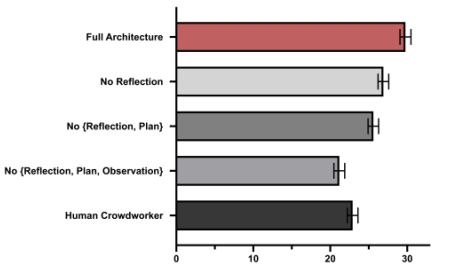 Full Architecture
No Reflection
No {Reflection, Plan}
No {Reflection, Plan, Observation}
Human Crowdworker
0 10 20 30